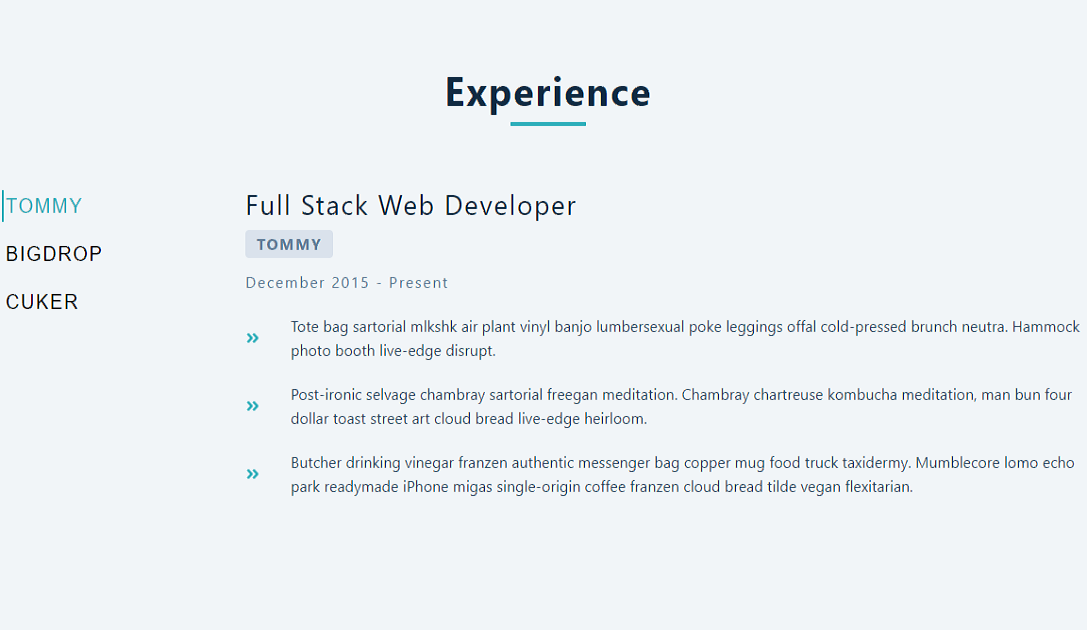 Experience
TOMMY
BIGDROP
CUKER
Full Stack Web Developer
TOMMY
December 2015 - Present
Tote bag sartorial mlkshk air plant vinyl banjo lumbersexual poke leggings offal cold-pressed brunch neutra. Hammock
photo booth live-edge disrupt.
Post-ironic selvage chambray sartorial freegan meditation. Chambray chartreuse kombucha meditation, man bun four
dollar toast street art cloud bread live-edge heirloom.
Butcher drinking vinegar franzen authentic messenger bag copper mug food truck taxidermy. Mumblecore lomo echo
park readymade iPhone migas single-origin coffee franzen cloud bread tilde vegan flexitarian.